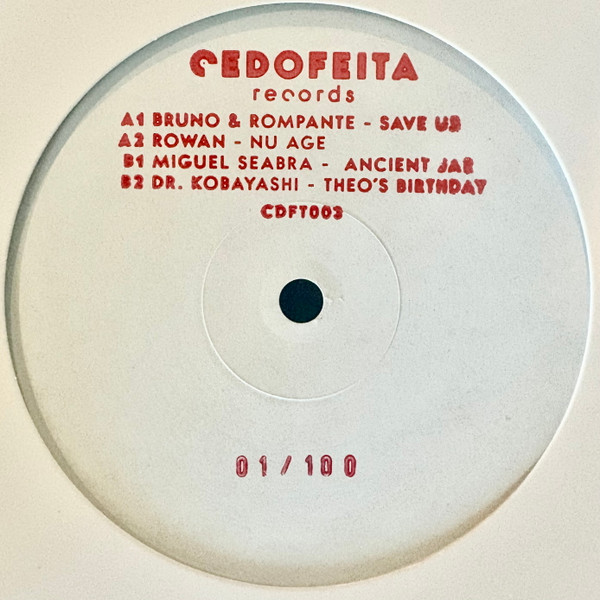 CEDOFEITA
records
A1 BRUNO & ROMPANTE - SAVE US
A2 ROWAN - NU AGE
B1 MIGUEL SEABRA - ANCIENT JAR
B2 DR. KOBAYASHI - THEO'S BIRTHDAY
CDFT003
01/100